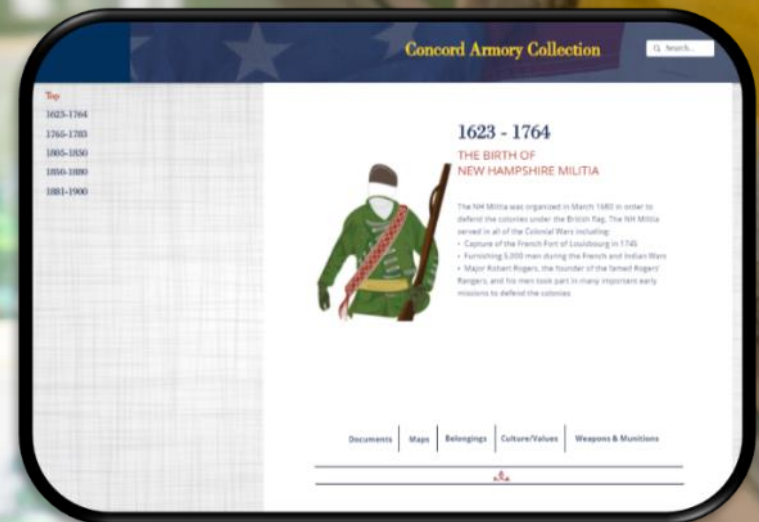 Concord Armory Collection
Search...
Top
1623-1764
1765-1783
1805-1850
1850-1880
1881-1900
1623 - 1764
THE BIRTH OF
NEW HAMPSHIRE MILITIA
The NH Militia was organized in March 1680 in order to
defend the colonies under the British flag. The NH Militia
served in all of the Colonial Wars including:
• Capture of the French Fort of Louisbourg in 1745
• Furnishing 5,000 men during the French and Indian Wars
• Major Robert Rogers, the founder of the famed Rogers'
Rangers, and his men took part in many important early
missions to defend the colonies
Documents
Maps
Belongings
Culture/Values
Weapons & Munitions